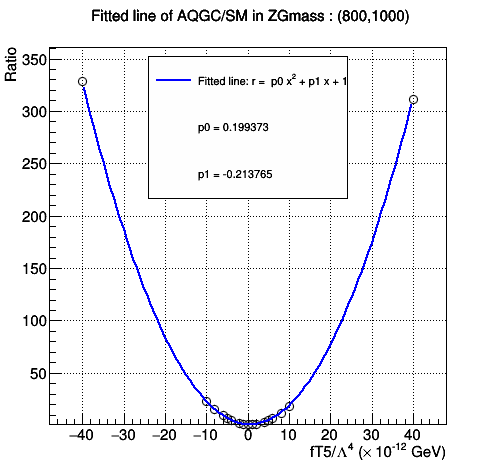 Fitted line of AQGC/SM in ZGmass : (800,1000)
Ratio
350
300
250
200
150
100
50
Fitted line: r = p0 x² + p1 x + 1
p0 = 0.199373
p1 = -0.213765
−40 −30 −20 −10 0 10 20 30 40
fT5/Λ⁴ (× 10⁻¹² GeV)